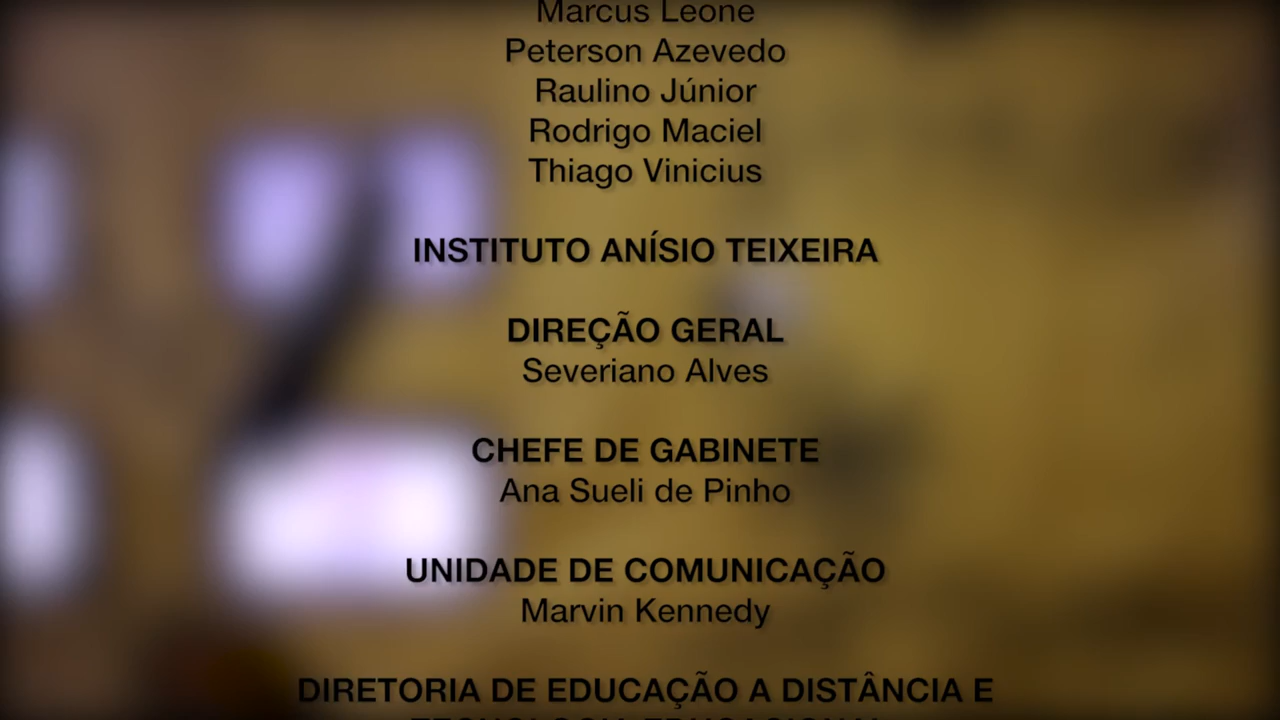 Marcus Leone
Peterson Azevedo
Raulino Júnior
Rodrigo Maciel
Thiago Vinicius
INSTITUTO ANÍSIO TEIXEIRA
DIREÇÃO GERAL
Severiano Alves
CHEFE DE GABINETE
Ana Sueli de Pinho
UNIDADE DE COMUNICAÇÃO
Marvin Kennedy
DIRETORIA DE EDUCAÇÃO A DISTÂNCIA E